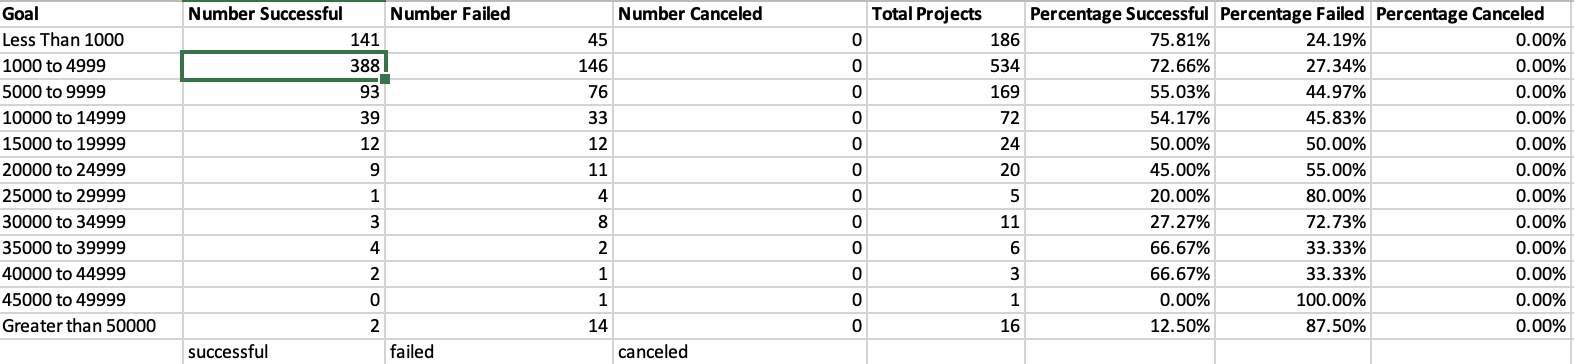 Goal Number Successful Number Failed Number Canceled Total Projects Percentage Successful Percentage Failed Percentage Canceled
Less Than 1000 141 45 0 186 75.81% 24.19% 0.00%
1000 to 4999 388 146 0 534 72.66% 27.34% 0.00%
5000 to 9999 93 76 0 169 55.03% 44.97% 0.00%
10000 to 14999 39 33 0 72 54.17% 45.83% 0.00%
15000 to 19999 12 12 0 24 50.00% 50.00% 0.00%
20000 to 24999 9 11 0 20 45.00% 55.00% 0.00%
25000 to 29999 1 4 0 5 20.00% 80.00% 0.00%
30000 to 34999 3 8 0 11 27.27% 72.73% 0.00%
35000 to 39999 4 2 0 6 66.67% 33.33% 0.00%
40000 to 44999 2 1 0 3 66.67% 33.33% 0.00%
45000 to 49999 0 1 0 1 0.00% 100.00% 0.00%
Greater than 50000 2 14 0 16 12.50% 87.50% 0.00%
successful failed canceled